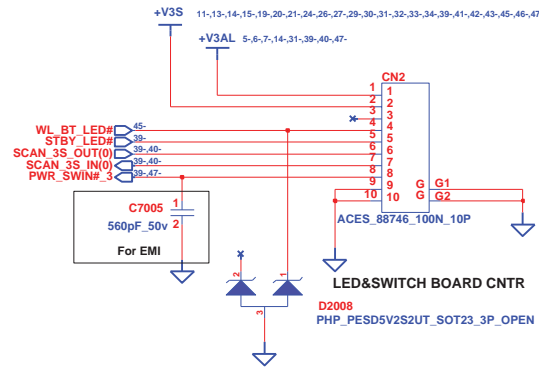 +V3S 11-,13-,14-,15-,19-,20-,21-,24-,26-,27-,29-,30-,31-,32-,33-,34-,39-,41-,42-,43-,45-,46-,47
+V3AL 5-,6-,7-,14-,31-,39-,40-,47-
CN2
1 1
2 2
3 3
4 4
5 5
6 6
7 7
8 8
9 9
10 10
G G1
G G2
WL_BT_LED# 45-
STBY_LED# 39-
SCAN_3S_OUT(0) 39-,40-
SCAN_3S_IN(0) 39-,40-
PWR_SWIN#_3 39-,47-
ACES_88746_100N_10P
C7005
1
2
560pF_50v
For EMI
LED&SWITCH BOARD CNTR
2 1
3
D2008
PHP_PESD5V2S2UT_SOT23_3P_OPEN